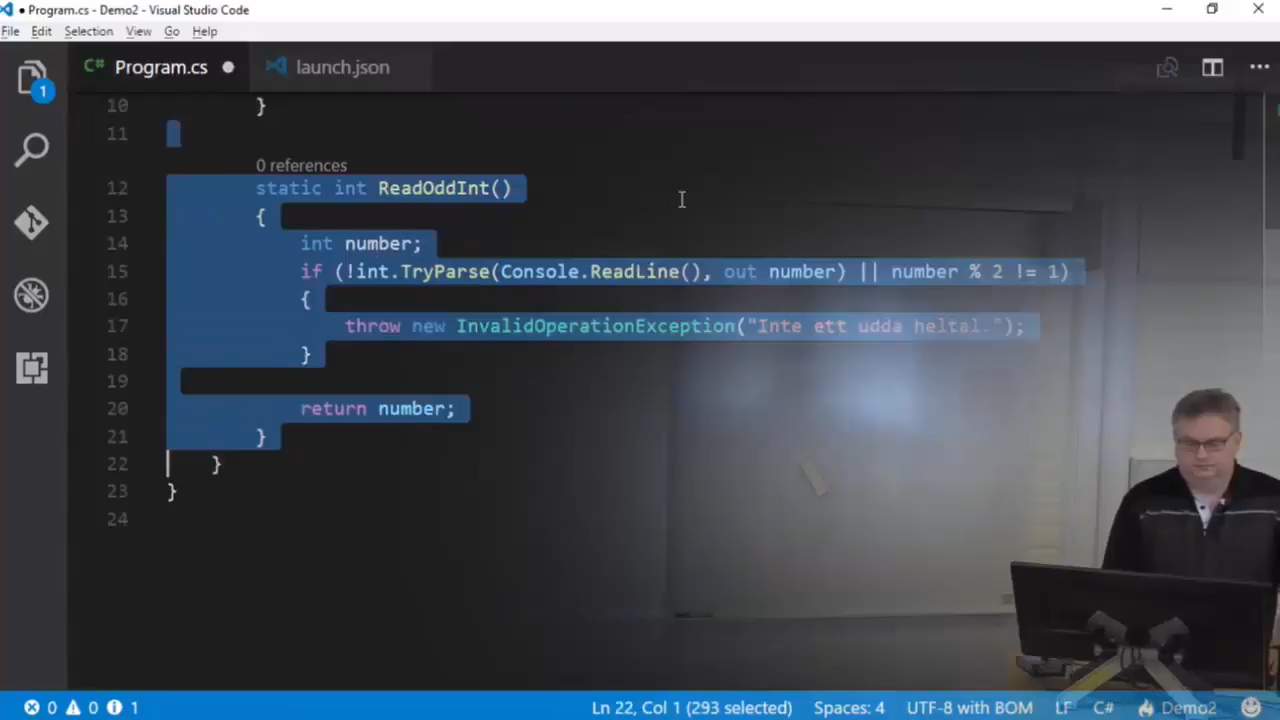 Program.cs - Demo2 - Visual Studio Code
File Edit Selection View Go Help
C# Program.cs launch.json
1
10 }
11
0 references
12 static int ReadOddInt()
13 {
14 int number;
15 if (!int.TryParse(Console.ReadLine(), out number) || number % 2 != 1)
16 {
17 throw new InvalidOperationException("Inte ett udda heltal.");
18 }
19
20 return number;
21 }
22 }
23 }
24
0 0 1 Ln 22, Col 1 (293 selected) Spaces: 4 UTF-8 with BOM LF C# Demo2